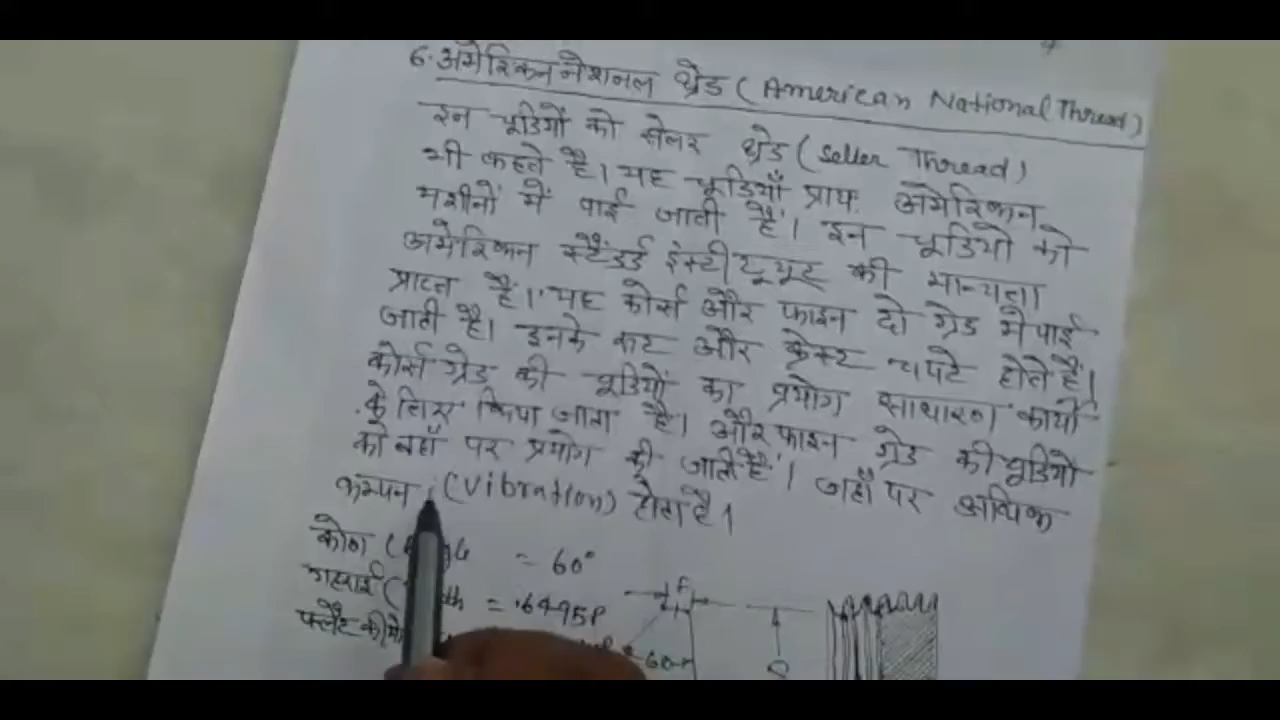 6. अमेरिकन नेशनल थ्रेड (American National Thread)
इन चूडियों को सेलर थ्रेड (Seller Thread)
भी कहते है। यह चूडियाँ प्राय: अमेरिकन
मशीनों में पाई जाती है। इन चूडियो को
अमेरिकन स्टैंडर्ड इंस्टीट्यूट की मान्यता
प्राप्त है। यह कोर्स और फाइन दो ग्रेड मे पाई
जाती है। इनके रूट और क्रेस्ट चपटे होते हैं।
कोर्स ग्रेड की चूडियों का प्रयोग साधारण कार्यो
के लिए किया जाता है। और फाइन ग्रेड की चूडियो
को वहाँ पर प्रयोग की जाती है। जहाँ पर अधिक
कम्पन (Vibration) होता है।
कोण ( = 60°
गहराई ( = .6495P
फ्लैट की
F
D
60